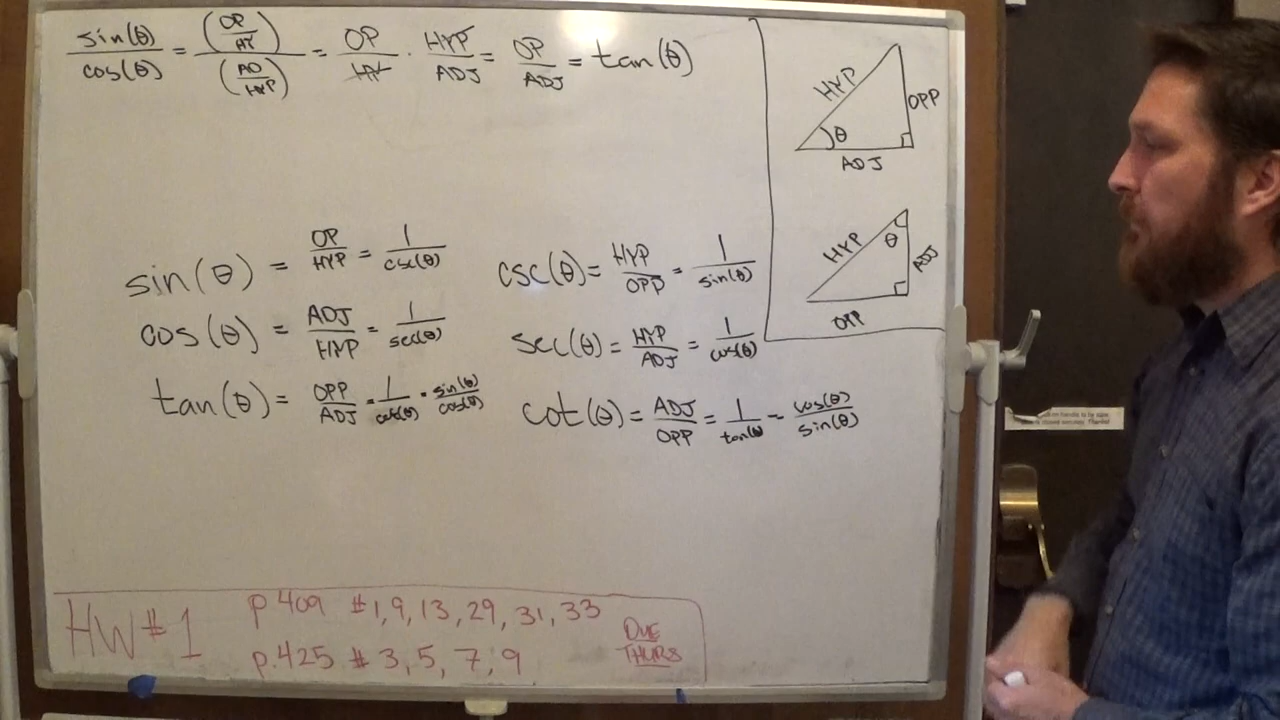 sin(θ)/cos(θ) = (OP/HY)/(AD/HYP) = OP/HY · HYP/ADJ = OP/ADJ = tan(θ)
HYP
OPP
θ
ADJ
HYP
θ
ADJ
OPP
sin(θ) = OP/HYP = 1/csc(θ)
cos(θ) = ADJ/HYP = 1/sec(θ)
tan(θ) = OPP/ADJ = 1/cot(θ) = sin(θ)/cos(θ)
csc(θ) = HYP/OPP = 1/sin(θ)
sec(θ) = HYP/ADJ = 1/cos(θ)
cot(θ) = ADJ/OPP = 1/tan(θ) = cos(θ)/sin(θ)
HW#1
p.409 #1,9,13,29,31,33
p.425 #3,5,7,9
DUE
THURS